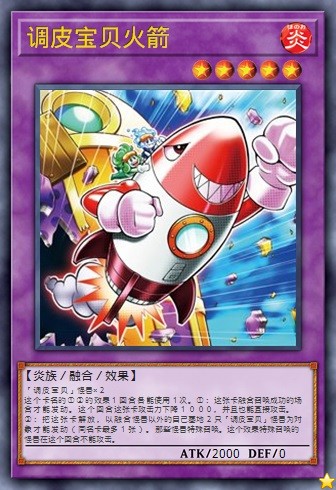 调皮宝贝火箭
炎
【炎族／融合／效果】
「调皮宝贝」怪兽×2
这个卡名的①②的效果1回合各能使用1次。①：这张卡融合召唤成功的场
合才能发动。这个回合这张卡攻击力下降1000，并且也能直接攻击。
②：把这张卡解放，以融合怪兽以外的自己墓地2只「调皮宝贝」怪兽为对
象才能发动（同名卡最多1张）。那些怪兽特殊召唤。这个效果特殊召唤的
怪兽在这个回合不能攻击。
ATK/2000 DEF/0